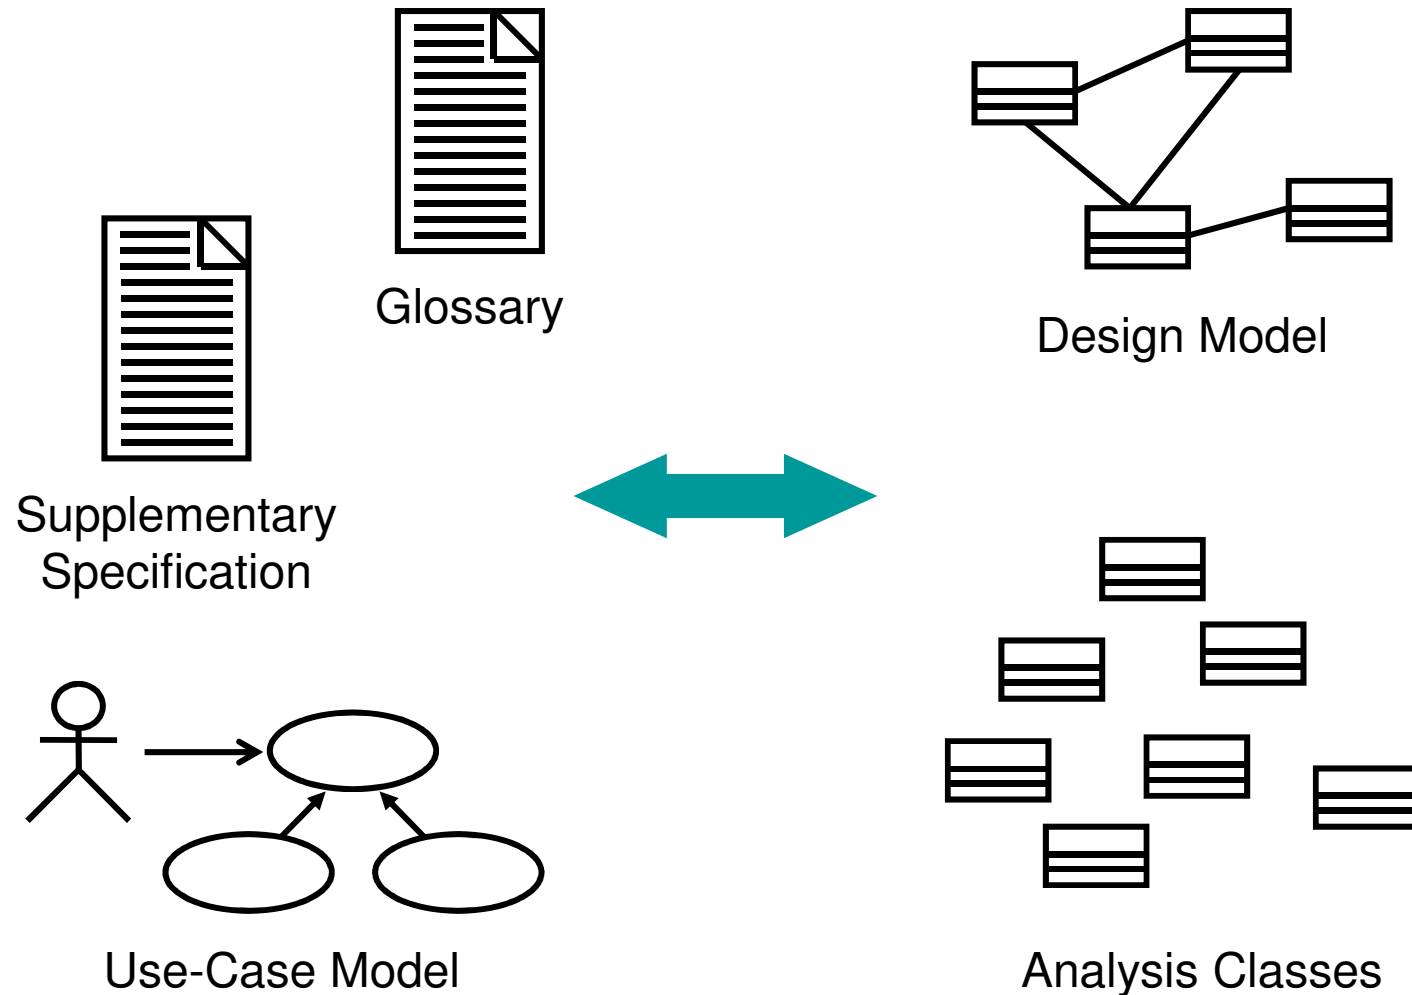 Glossary
Design Model
Supplementary
Specification
Use-Case Model
Analysis Classes